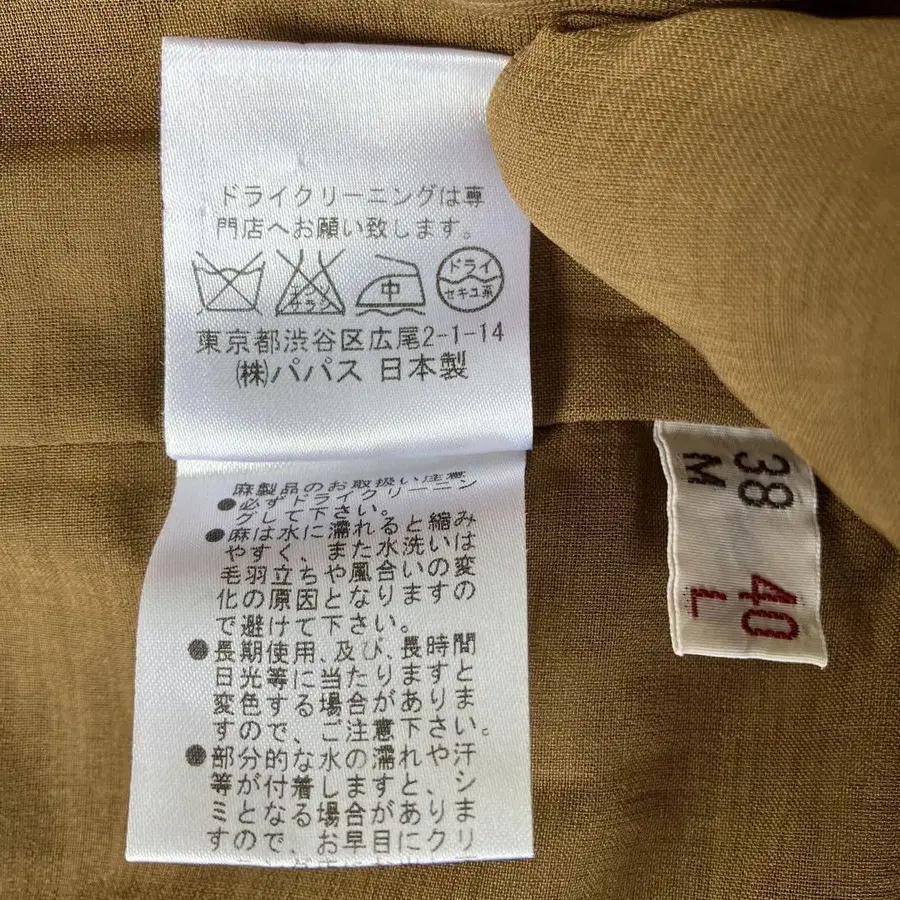 ドライクリーニングは専
門店へお願い致します。
エンソ
チラシ
中
ドライ
セキユ系
東京都渋谷区広尾2-1-14
(株)パパス 日本製
麻製品のお取扱い注意
●必ずドライクリーニン
グして下さい。
●麻は水に濡れると縮み
やすく、また水洗いは
毛羽立ちや風合いの変
化の原因となりますの
で避けて下さい。
●長期使用、及び、長時間
日光等に当たりますと
変色する場合がありま
すので、ご注意下さい。
●部分的な水の濡れや、汗
等が付着しますと、シ
ミとなる場合がありま
すので、お早目にクリ
38
M
40
L